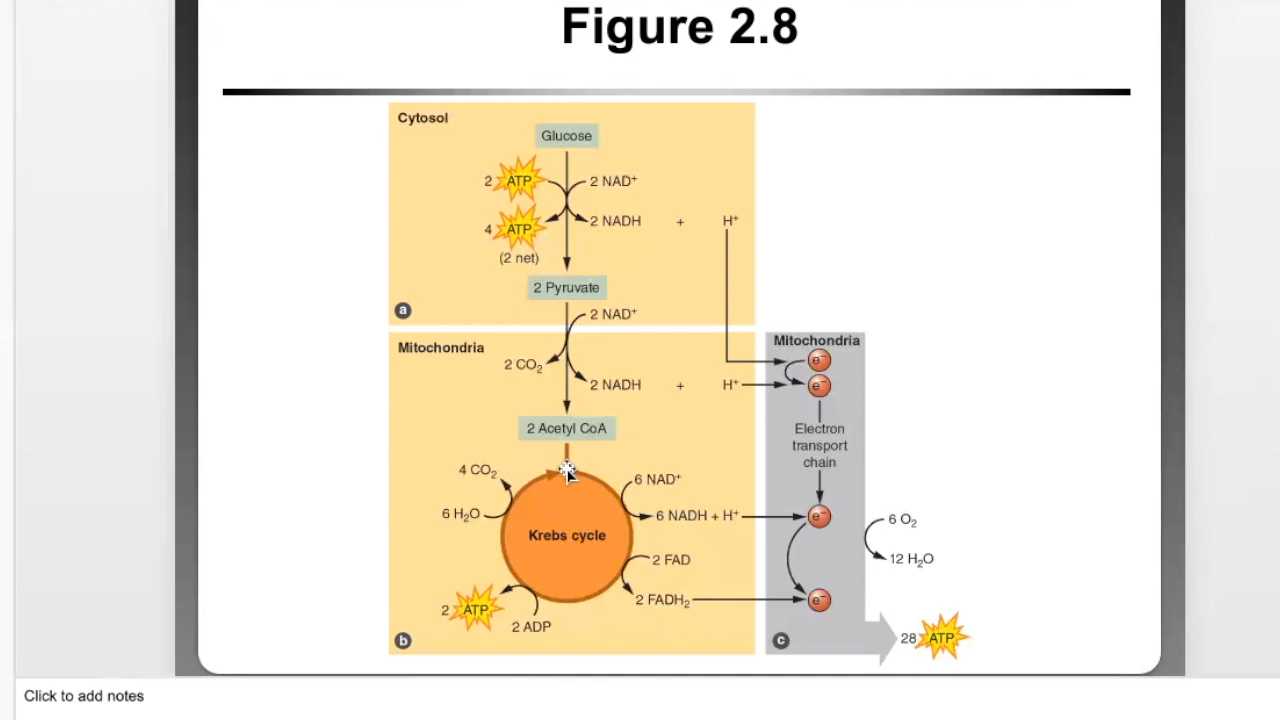 Figure 2.8
Cytosol
Glucose
2 ATP
2 NAD⁺
4 ATP
2 NADH + H⁺
(2 net)
2 Pyruvate
a
2 NAD⁺
Mitochondria
2 CO₂
2 NADH + H⁺
2 Acetyl CoA
4 CO₂
6 NAD⁺
6 H₂O
6 NADH + H⁺
Krebs cycle
2 FAD
2 FADH₂
2 ATP
2 ADP
b
Mitochondria
e⁻
e⁻
Electron
transport
chain
e⁻
6 O₂
12 H₂O
e⁻
c
28 ATP
Click to add notes